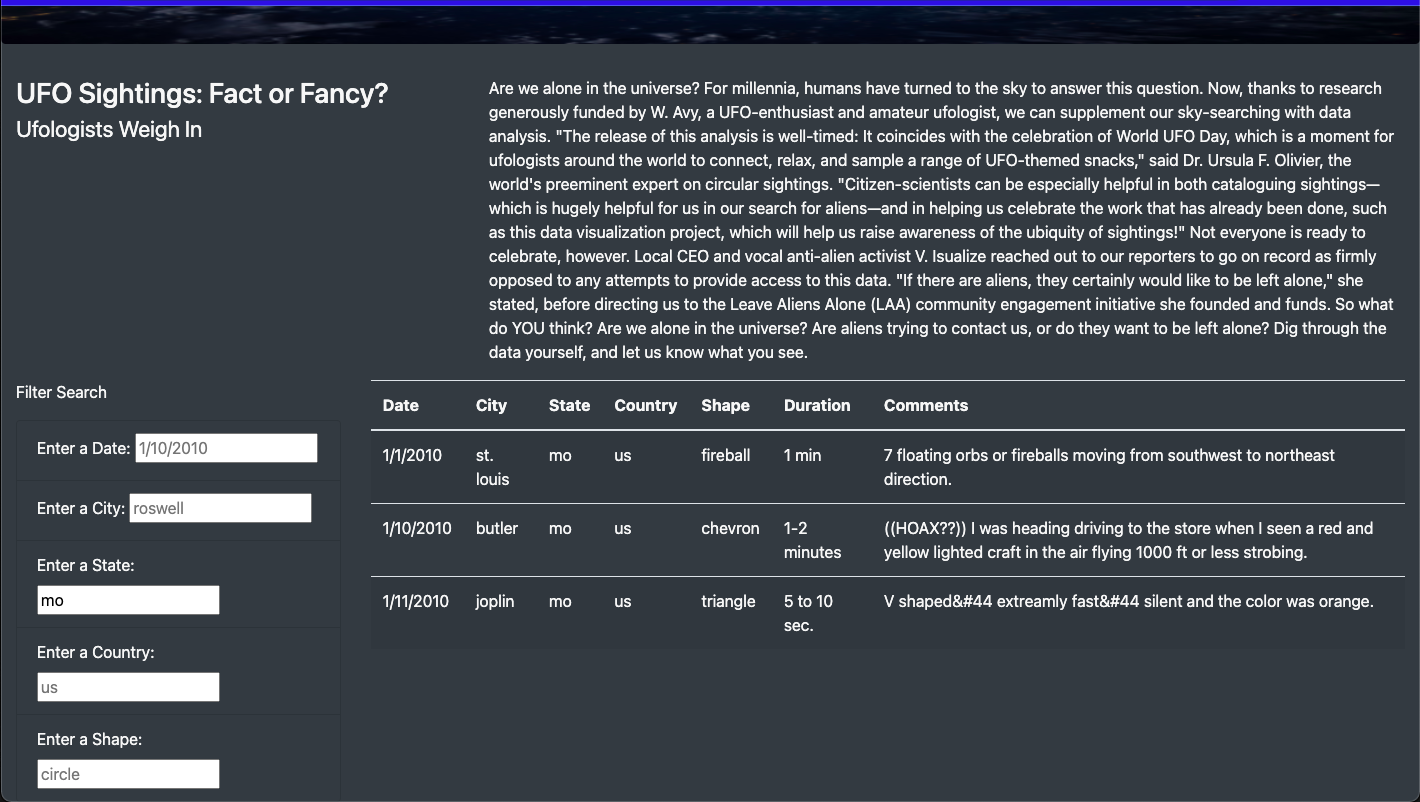 UFO Sightings: Fact or Fancy?
Ufologists Weigh In
Are we alone in the universe? For millennia, humans have turned to the sky to answer this question. Now, thanks to research
generously funded by W. Avy, a UFO-enthusiast and amateur ufologist, we can supplement our sky-searching with data
analysis. "The release of this analysis is well-timed: It coincides with the celebration of World UFO Day, which is a moment for
ufologists around the world to connect, relax, and sample a range of UFO-themed snacks," said Dr. Ursula F. Olivier, the
world's preeminent expert on circular sightings. "Citizen-scientists can be especially helpful in both cataloguing sightings—
which is hugely helpful for us in our search for aliens—and in helping us celebrate the work that has already been done, such
as this data visualization project, which will help us raise awareness of the ubiquity of sightings!" Not everyone is ready to
celebrate, however. Local CEO and vocal anti-alien activist V. Isualize reached out to our reporters to go on record as firmly
opposed to any attempts to provide access to this data. "If there are aliens, they certainly would like to be left alone," she
stated, before directing us to the Leave Aliens Alone (LAA) community engagement initiative she founded and funds. So what
do YOU think? Are we alone in the universe? Are aliens trying to contact us, or do they want to be left alone? Dig through the
data yourself, and let us know what you see.
Filter Search
Enter a Date: 1/10/2010
Enter a City: roswell
Enter a State:
mo
Enter a Country:
us
Enter a Shape:
circle
Date City State Country Shape Duration Comments
1/1/2010 st. mo us fireball 1 min 7 floating orbs or fireballs moving from southwest to northeast
louis direction.
1/10/2010 butler mo us chevron 1-2 ((HOAX??)) I was heading driving to the store when I seen a red and
minutes yellow lighted craft in the air flying 1000 ft or less strobing.
1/11/2010 joplin mo us triangle 5 to 10 V shaped&#44 extreamly fast&#44 silent and the color was orange.
sec.